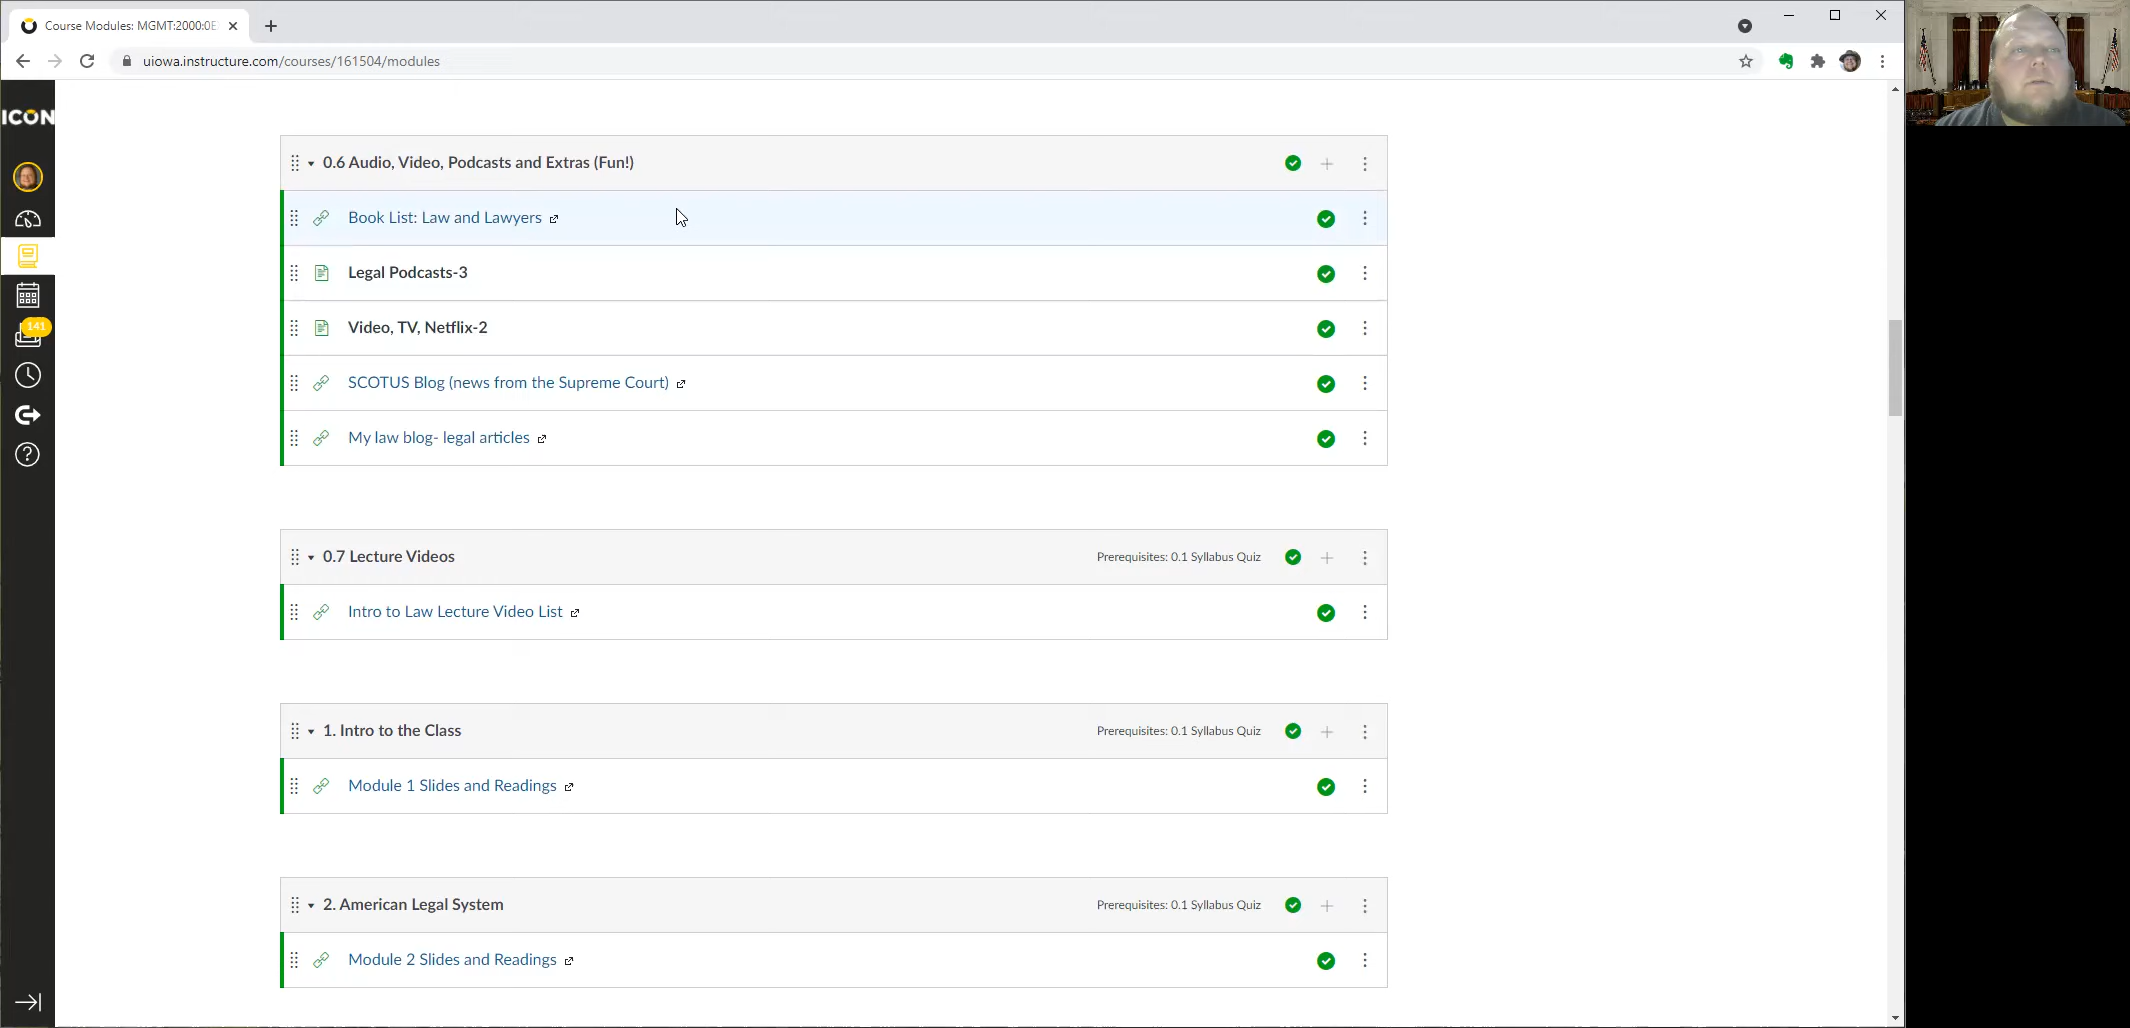 Course Modules: MGMT:2000:0E
uiowa.instructure.com/courses/161504/modules
ICON
141
0.6 Audio, Video, Podcasts and Extras (Fun!)
Book List: Law and Lawyers
Legal Podcasts-3
Video, TV, Netflix-2
SCOTUS Blog (news from the Supreme Court)
My law blog- legal articles
0.7 Lecture Videos
Prerequisites: 0.1 Syllabus Quiz
Intro to Law Lecture Video List
1. Intro to the Class
Prerequisites: 0.1 Syllabus Quiz
Module 1 Slides and Readings
2. American Legal System
Prerequisites: 0.1 Syllabus Quiz
Module 2 Slides and Readings